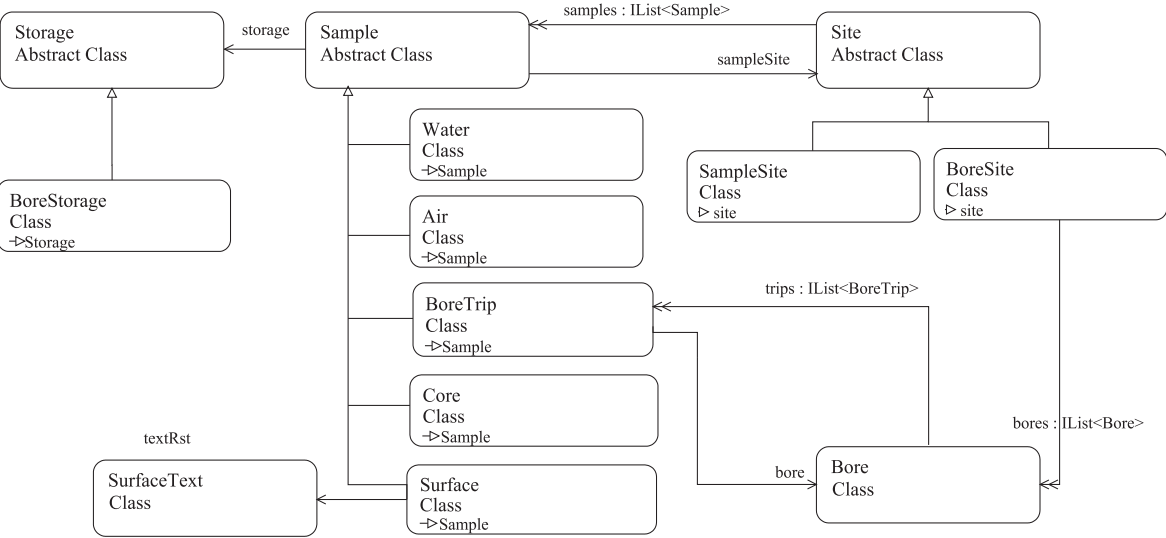 samples : IList<Sample>
Storage
Abstract Class
storage
Sample
Abstract Class
Site
Abstract Class
sampleSite
Water
Class
Sample
SampleSite
Class
site
BoreSite
Class
site
BoreStorage
Class
Storage
Air
Class
Sample
trips : IList<BoreTrip>
BoreTrip
Class
Sample
Core
Class
Sample
bores : IList<Bore>
textRst
SurfaceText
Class
Surface
Class
Sample
bore
Bore
Class